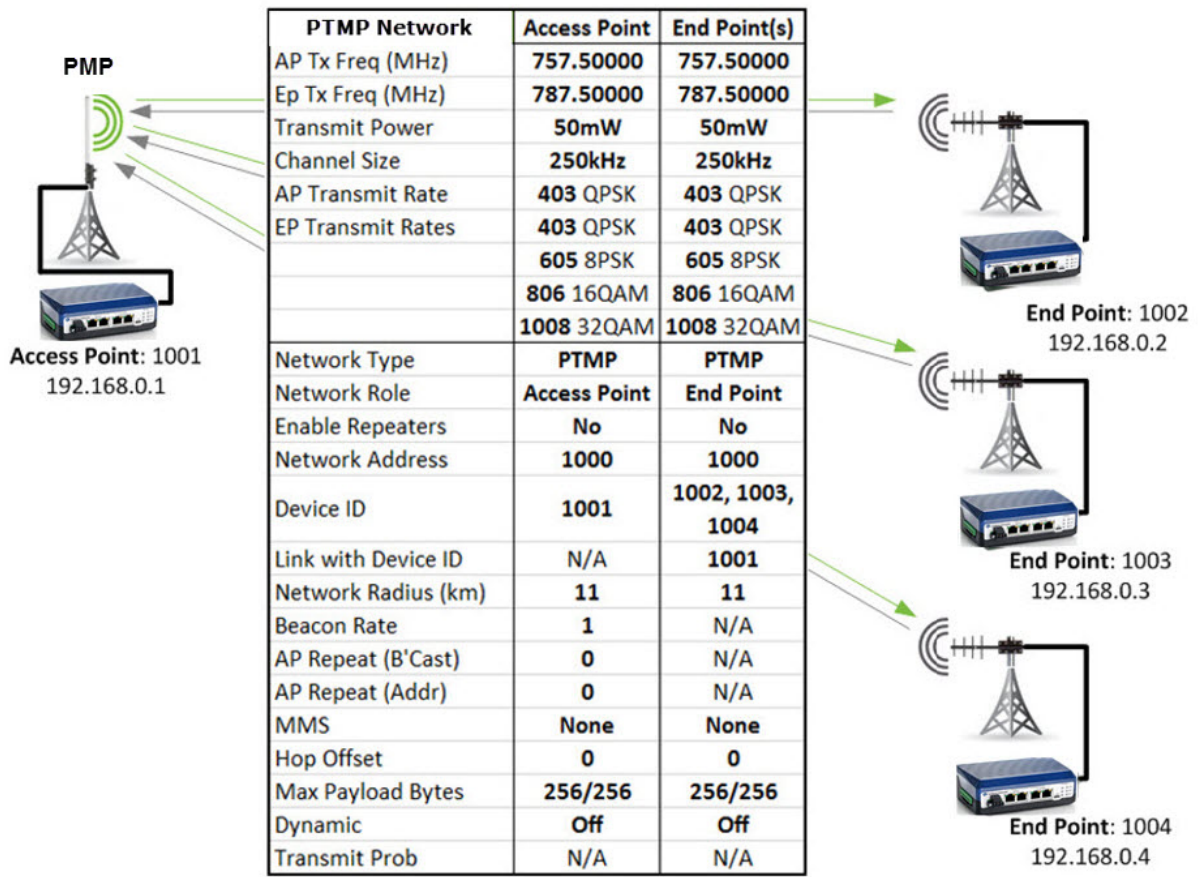 PMP
Access Point: 1001
192.168.0.1
PTMP Network Access Point End Point(s)
AP Tx Freq (MHz) 757.50000 757.50000
Ep Tx Freq (MHz) 787.50000 787.50000
Transmit Power 50mW 50mW
Channel Size 250kHz 250kHz
AP Transmit Rate 403 QPSK 403 QPSK
EP Transmit Rates 403 QPSK 403 QPSK
605 8PSK 605 8PSK
806 16QAM 806 16QAM
1008 32QAM 1008 32QAM
Network Type PTMP PTMP
Network Role Access Point End Point
Enable Repeaters No No
Network Address 1000 1000
Device ID 1001 1002, 1003,
1004
Link with Device ID N/A 1001
Network Radius (km) 11 11
Beacon Rate 1 N/A
AP Repeat (B'Cast) 0 N/A
AP Repeat (Addr) 0 N/A
MMS None None
Hop Offset 0 0
Max Payload Bytes 256/256 256/256
Dynamic Off Off
Transmit Prob N/A N/A
End Point: 1002
192.168.0.2
End Point: 1003
192.168.0.3
End Point: 1004
192.168.0.4